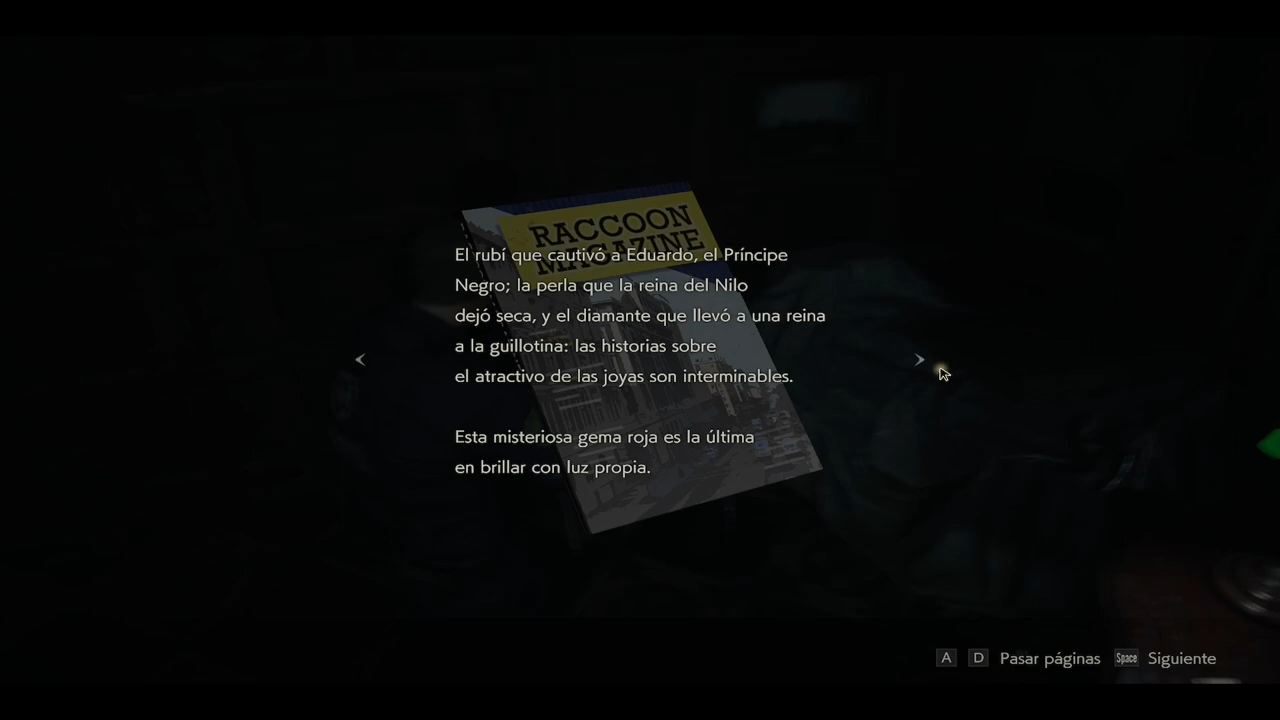 RACCOON
MAGAZINE
El rubí que cautivó a Eduardo, el Príncipe
Negro; la perla que la reina del Nilo
dejó seca, y el diamante que llevó a una reina
a la guillotina: las historias sobre
el atractivo de las joyas son interminables.
Esta misteriosa gema roja es la última
en brillar con luz propia.
A D Pasar páginas Space Siguiente